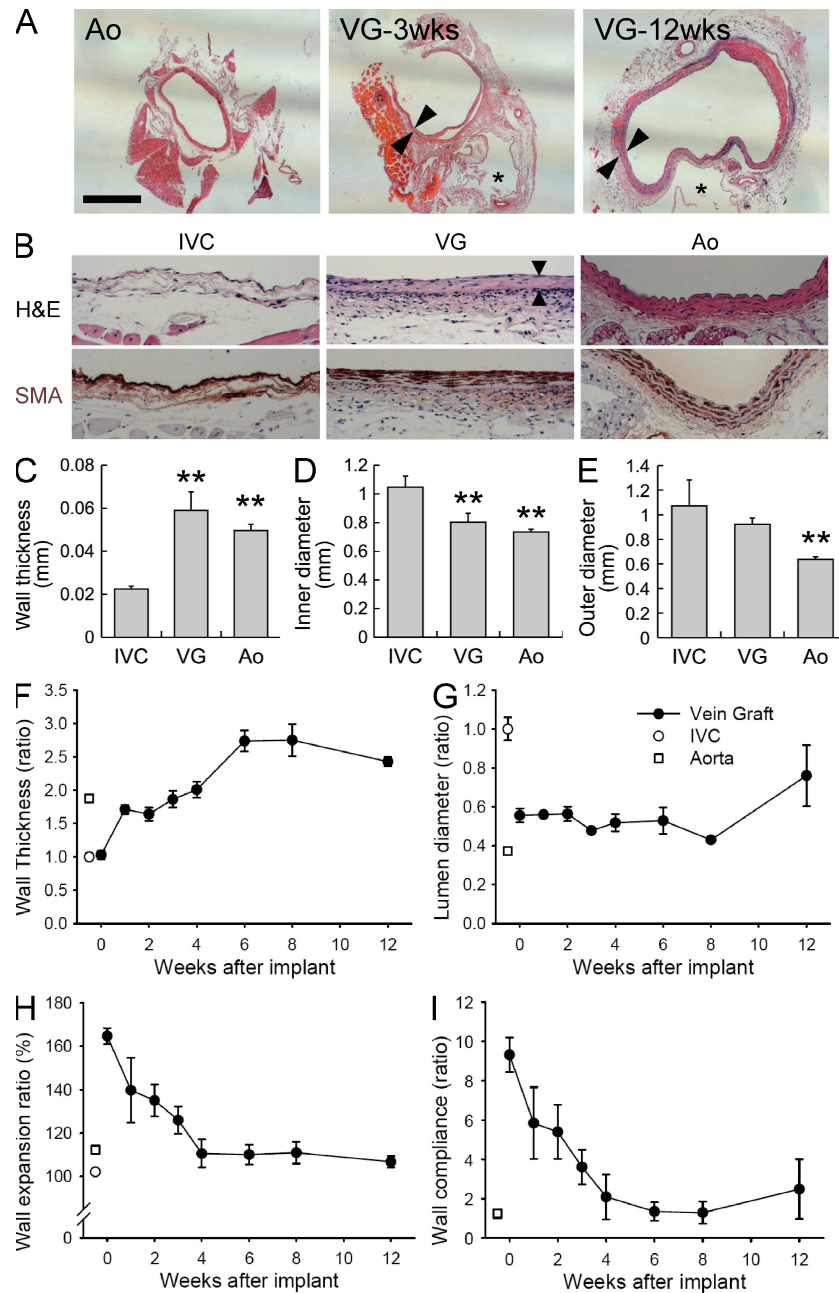 A
Ao
VG-3wks
VG-12wks
*
*
B
IVC
VG
Ao
H&E
SMA
C
Wall thickness
(mm)
0.08
0.06
0.04
0.02
0
**
**
IVC VG Ao
D
Inner diameter
(mm)
1.2
1
0.8
0.6
0.4
0.2
0
**
**
IVC VG Ao
E
Outer diameter
(mm)
1.4
1.2
1
0.8
0.6
0.4
0.2
0
**
IVC VG Ao
F
Wall Thickness (ratio)
3.5
3.0
2.5
2.0
1.5
1.0
0.5
0.0
0 2 4 6 8 10 12
Weeks after implant
G
Lumen diameter (ratio)
1.2
1.0
0.8
0.6
0.4
0.2
0.0
Vein Graft
IVC
Aorta
0 2 4 6 8 10 12
Weeks after implant
H
Wall expansion ratio (%)
180
160
140
110
100
0
0 2 4 6 8 10 12
Weeks after implant
I
Wall compliance (ratio)
12
10
8
6
4
2
0
0 2 4 6 8 10 12
Weeks after implant